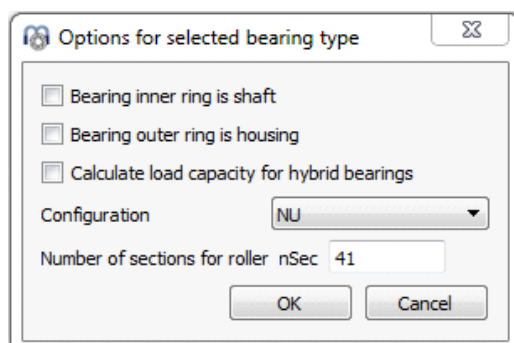 Options for selected bearing type
Bearing inner ring is shaft
Bearing outer ring is housing
Calculate load capacity for hybrid bearings
Configuration NU
Number of sections for roller nSec 41
OK Cancel